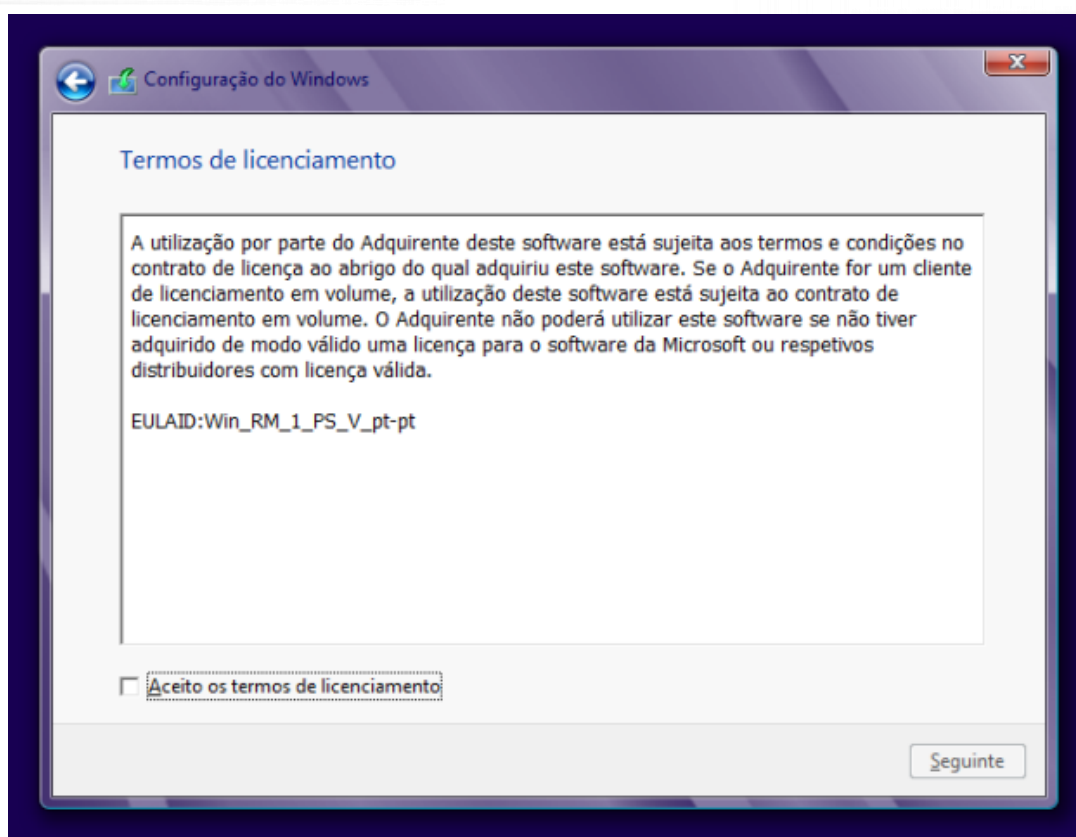 Configuração do Windows
Termos de licenciamento
A utilização por parte do Adquirente deste software está sujeita aos termos e condições no
contrato de licença ao abrigo do qual adquiriu este software. Se o Adquirente for um cliente
de licenciamento em volume, a utilização deste software está sujeita ao contrato de
licenciamento em volume. O Adquirente não poderá utilizar este software se não tiver
adquirido de modo válido uma licença para o software da Microsoft ou respetivos
distribuidores com licença válida.
EULAID:Win_RM_1_PS_V_pt-pt
Aceito os termos de licenciamento
Seguinte